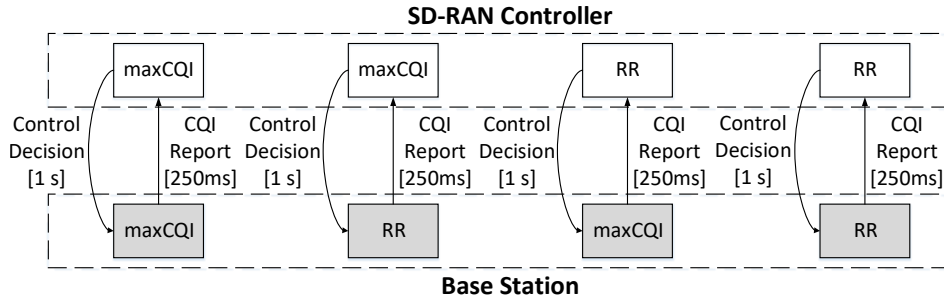 SD-RAN Controller
maxCQI
maxCQI
RR
RR
Control
Decision
[1 s]
CQI
Report
[250ms]
Control
Decision
[1 s]
CQI
Report
[250ms]
Control
Decision
[1 s]
CQI
Report
[250ms]
Control
Decision
[1 s]
CQI
Report
[250ms]
maxCQI
RR
maxCQI
RR
Base Station